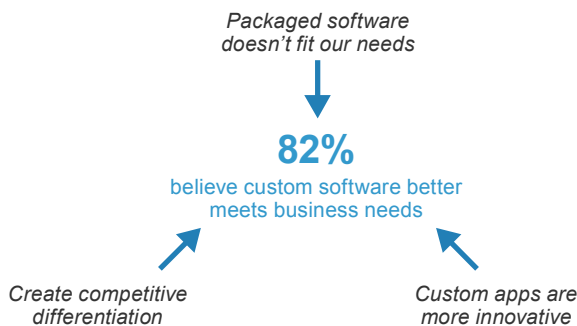 Packaged software
doesn’t fit our needs
82%
believe custom software better
meets business needs
Create competitive
differentiation
Custom apps are
more innovative